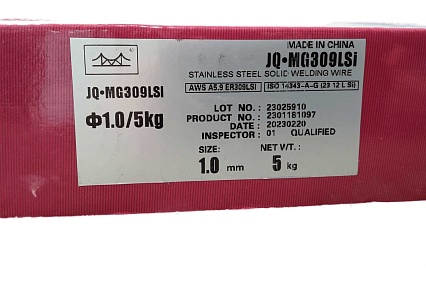 MADE IN CHINA
JQ·MG309LSi
STAINLESS STEEL SOLID WELDING WIRE
AWS A5.9 ER309LSI ISO 14343-A-G (23 12 L Si)
JQ·MG309LSI
Φ1.0/5kg
LOT NO.: 23025910
PRODUCT NO.: 2301181097
DATE: 20230220
INSPECTOR: 01 QUALIFIED
SIZE: NET WT.:
1.0 mm 5 kg